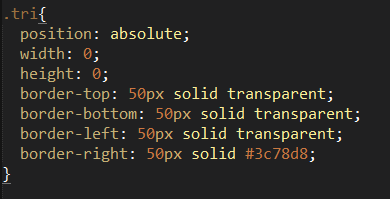 .tri{
position: absolute;
width: 0;
height: 0;
border-top: 50px solid transparent;
border-bottom: 50px solid transparent;
border-left: 50px solid transparent;
border-right: 50px solid #3c78d8;
}